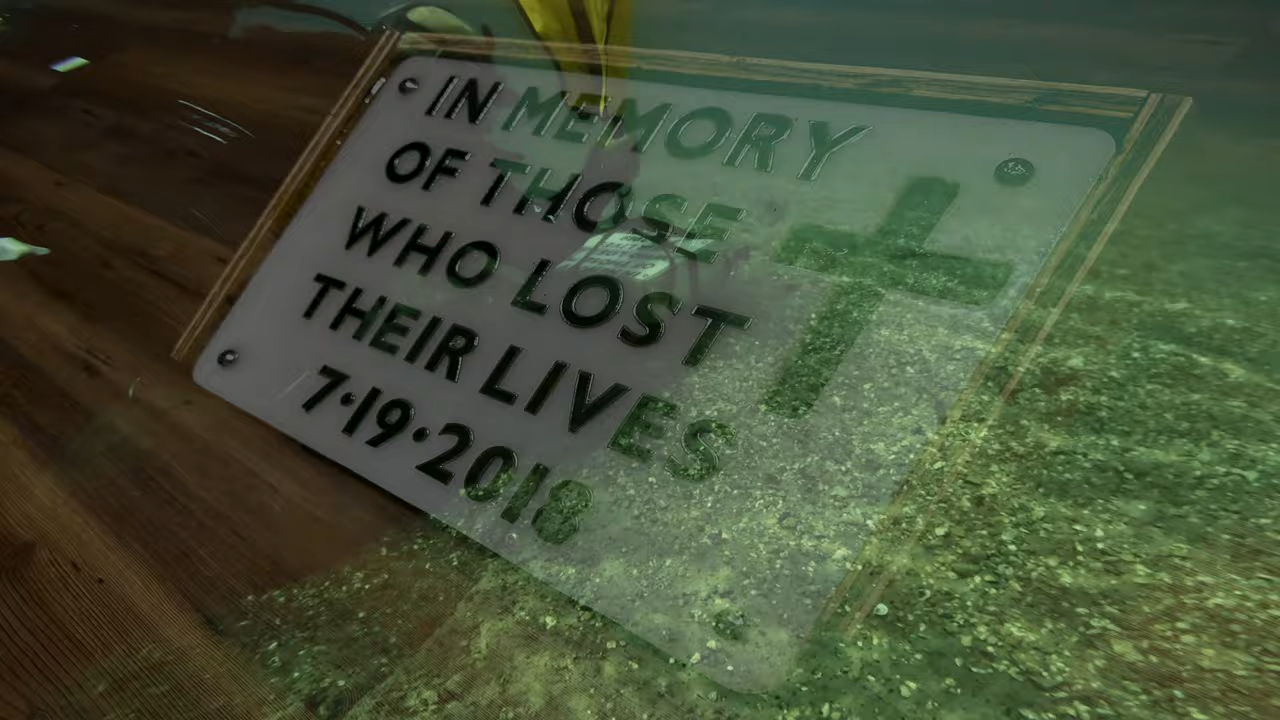 IN MEMORY
OF THOSE
WHO LOST
THEIR LIVES
7·19·2018